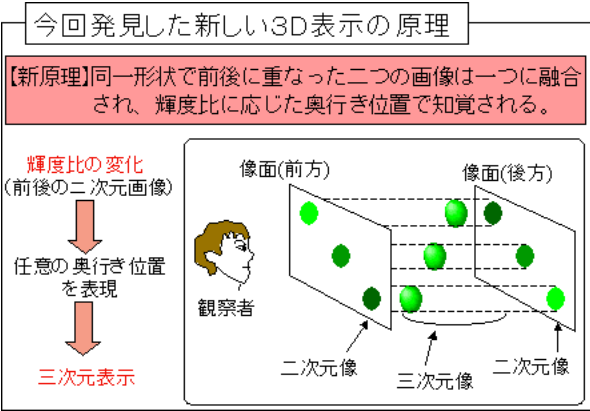 今回発見した新しい3D表示の原理
【新原理】同一形状で前後に重なった二つの画像は一つに融合
され、輝度比に応じた奥行き位置で知覚される。
輝度比の変化
(前後の二次元画像)
任意の奥行き位置
を表現
三次元表示
像面(前方)
像面(後方)
観察者
二次元像
三次元像
二次元像